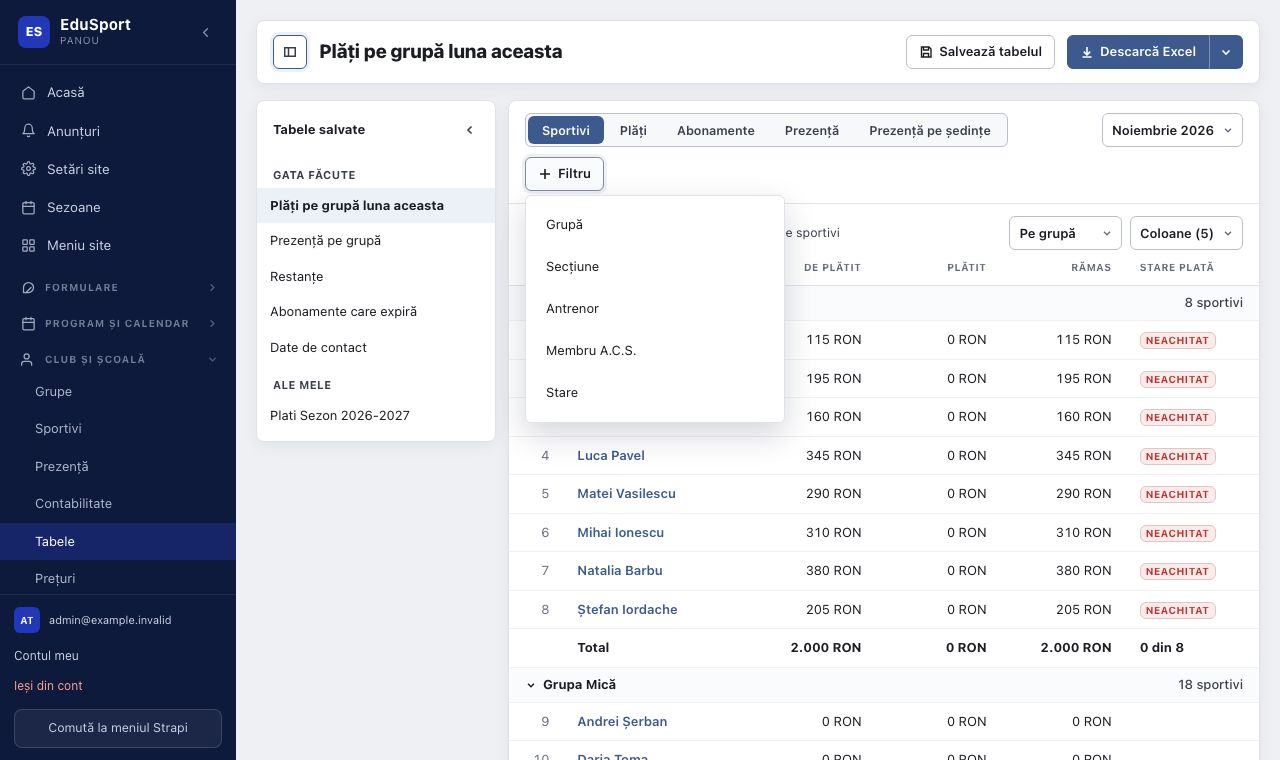 ES
EduSport
PANOU
Acasă
Anunțuri
Setări site
Sezoane
Meniu site
FORMULARE
PROGRAM ȘI CALENDAR
CLUB ȘI ȘCOALĂ
Grupe
Sportivi
Prezență
Contabilitate
Tabele
Prețuri
AT admin@example.invalid
Contul meu
Ieși din cont
Comută la meniul Strapi
Plăți pe grupă luna aceasta
Salvează tabelul
Descarcă Excel
Tabele salvate
GATA FĂCUTE
Plăți pe grupă luna aceasta
Prezență pe grupă
Restanțe
Abonamente care expiră
Date de contact
ALE MELE
Plati Sezon 2026-2027
Sportivi Plăți Abonamente Prezență Prezență pe ședințe
Noiembrie 2026
+ Filtru
Grupă
Secțiune
Antrenor
Membru A.C.S.
Stare
e sportivi
Pe grupă
Coloane (5)
DE PLĂTIT PLĂTIT RĂMAS STARE PLATĂ
8 sportivi
115 RON 0 RON 115 RON NEACHITAT
195 RON 0 RON 195 RON NEACHITAT
160 RON 0 RON 160 RON NEACHITAT
4 Luca Pavel 345 RON 0 RON 345 RON NEACHITAT
5 Matei Vasilescu 290 RON 0 RON 290 RON NEACHITAT
6 Mihai Ionescu 310 RON 0 RON 310 RON NEACHITAT
7 Natalia Barbu 380 RON 0 RON 380 RON NEACHITAT
8 Ștefan Iordache 205 RON 0 RON 205 RON NEACHITAT
Total 2.000 RON 0 RON 2.000 RON 0 din 8
Grupa Mică 18 sportivi
9 Andrei Șerban 0 RON 0 RON 0 RON
10 Daria Toma 0 RON 0 RON 0 RON